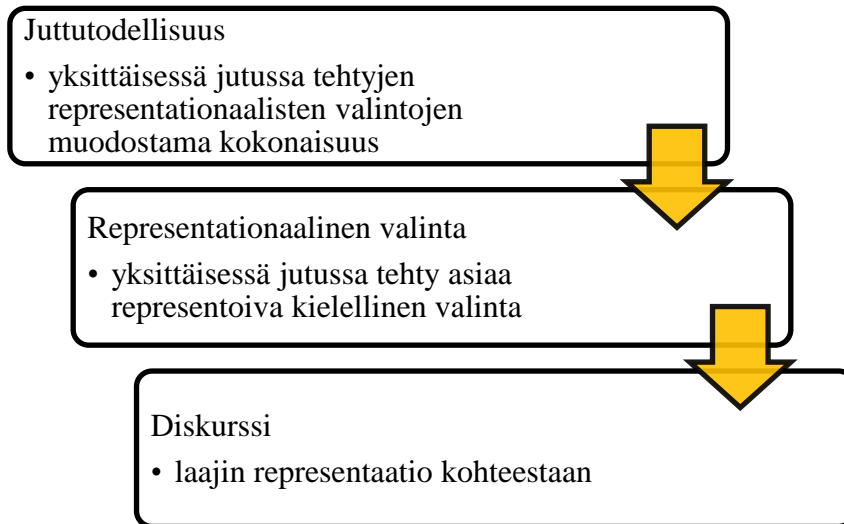 Juttutodellisuus
• yksittäisessä jutussa tehtyjen
representationaalisten valintojen
muodostama kokonaisuus
Representationaalinen valinta
• yksittäisessä jutussa tehty asiaa
representoiva kielellinen valinta
Diskurssi
• laajin representaatio kohteestaan